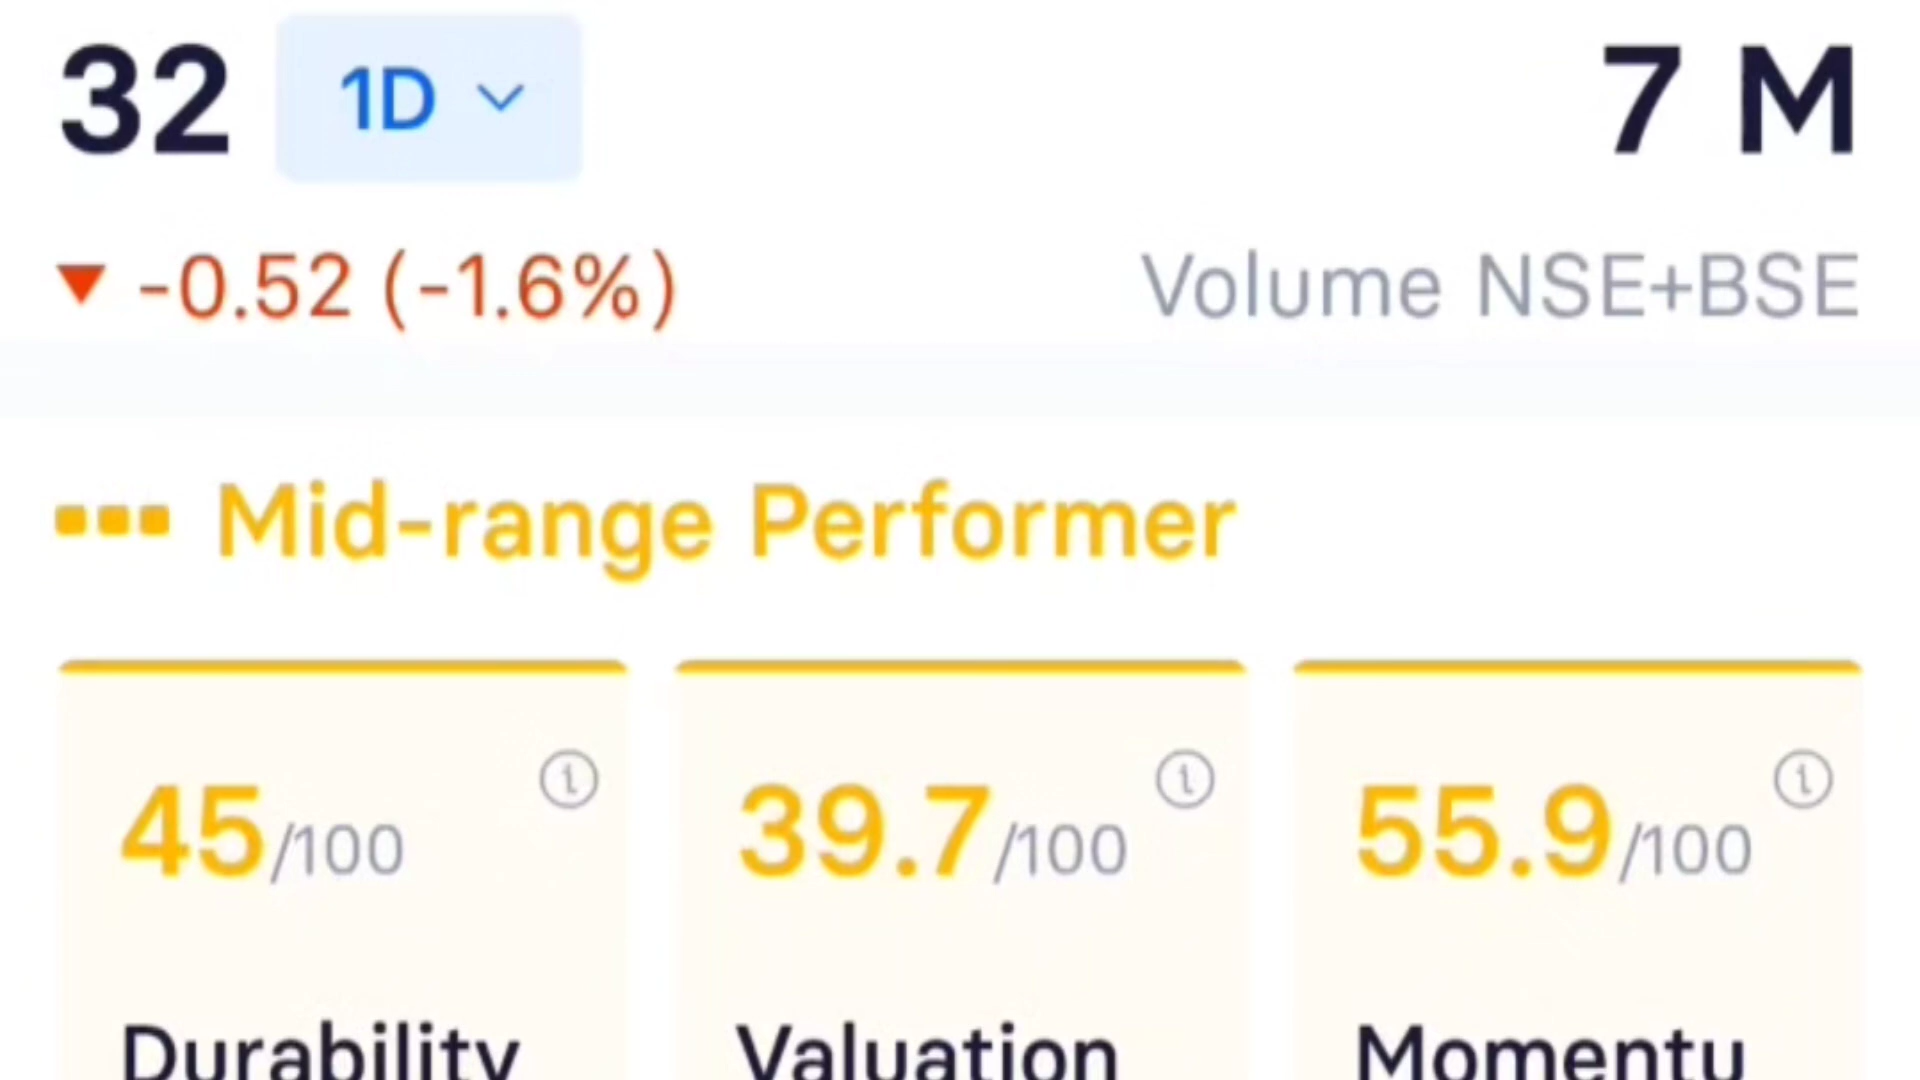 32 1D 7 M
-0.52 (-1.6%) Volume NSE+BSE
Mid-range Performer
45/100 39.7/100 55.9/100
Durability Valuation Momentu